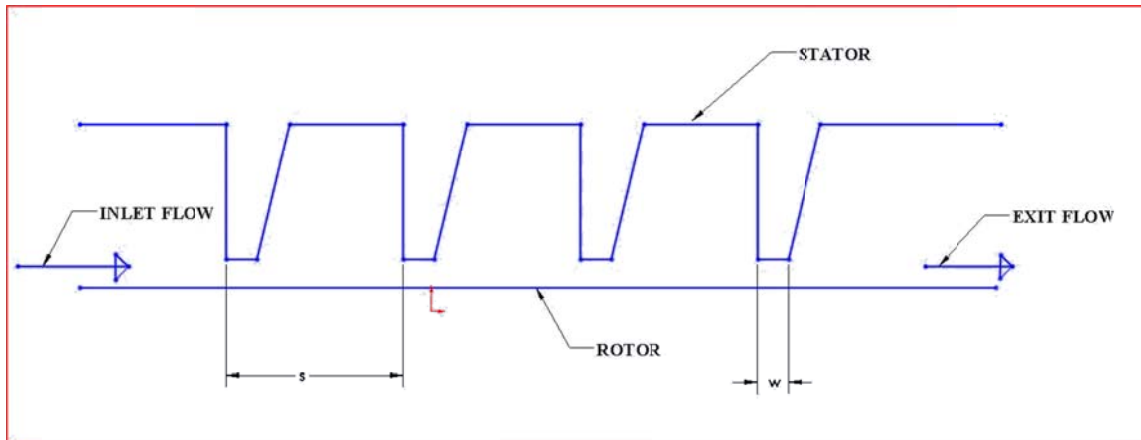 STATOR
INLET FLOW
EXIT FLOW
ROTOR
S
W